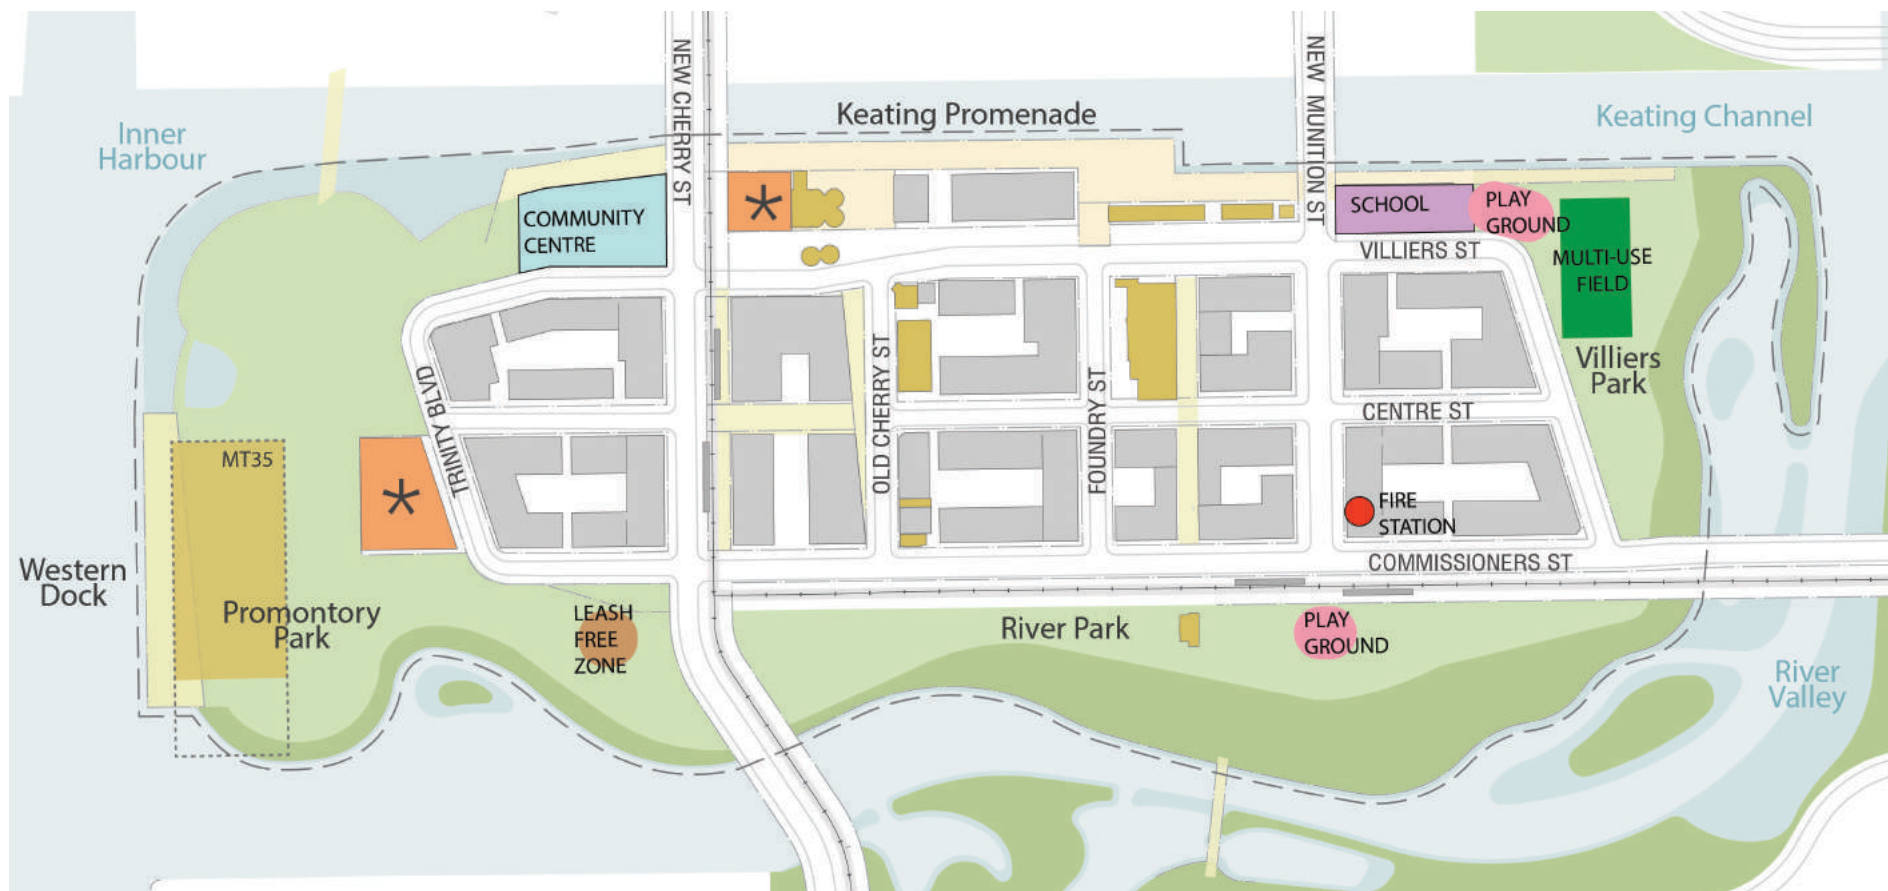 NEW CHERRY ST
NEW MUNITION ST
Keating Promenade
Keating Channel
Inner
Harbour
COMMUNITY
CENTRE
*
SCHOOL
PLAY
GROUND
VILLIERS ST
MULTI-USE
FIELD
Villiers
Park
TRINITY BLVD
OLD CHERRY ST
FOUNDRY ST
CENTRE ST
MT35
*
FIRE
STATION
COMMISSIONERS ST
Western
Dock
Promontory
Park
LEASH
FREE
ZONE
River Park
PLAY
GROUND
River
Valley